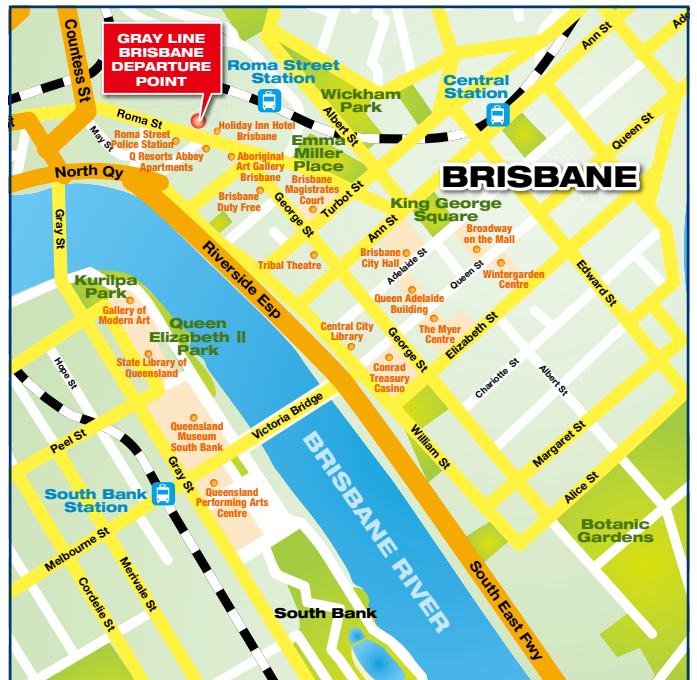 GRAY LINE
BRISBANE
DEPARTURE
POINT
Countess St
Roma Street
Station
Wickham
Park
Central
Station
Ann St
Queen St
Roma St
May St
Roma Street
Police Station
Holiday Inn Hotel
Brisbane
Q Resorts Abbey
Apartments
Aboriginal
Art Gallery
Brisbane
Albert St
Emma
Miller
Place
Brisbane
Magistrates
Court
Turbot St
BRISBANE
North Qy
Brisbane
Duty Free
George St
King George
Square
Ann St
Broadway
on the Mall
Gray St
Riverside Esp
Tribal Theatre
Brisbane
City Hall
Adelaide St
Queen St
Wintergarden
Centre
Edward St
Kurilpa
Park
Gallery of
Modern Art
Queen Adelaide
Building
Queen
Elizabeth II
Park
Central City
Library
The Myer
Centre
George St
Elizabeth St
State Library of
Queensland
Hope St
Conrad
Treasury
Casino
Charlotte St
Albert St
Victoria Bridge
Queensland
Museum
South Bank
Peel St
William St
Margaret St
Gray St
BRISBANE RIVER
South Bank
Station
Queensland
Performing Arts
Centre
Alice St
Botanic
Gardens
Melbourne St
Merivale St
Cordelie St
South Bank
South East Fwy